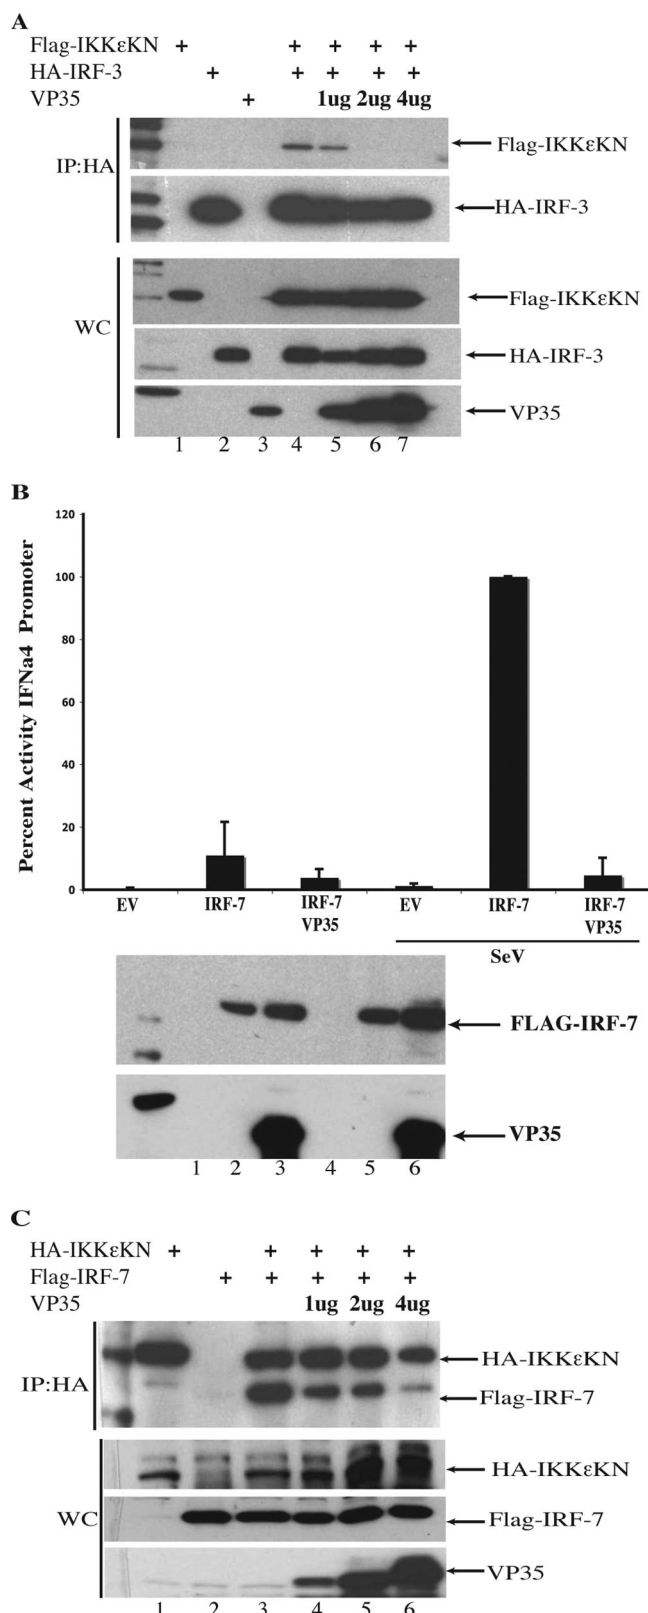 A
Flag-IKKεKN + + + + +
HA-IRF-3 + + + + +
VP35 + 1ug 2ug 4ug
IP:HA
Flag-IKKεKN
HA-IRF-3
WC
Flag-IKKεKN
HA-IRF-3
VP35
1 2 3 4 5 6 7
B
Percent Activity IFNa4 Promoter
120
100
80
60
40
20
0
EV IRF-7 IRF-7 VP35 EV IRF-7 IRF-7 VP35
SeV
FLAG-IRF-7
VP35
1 2 3 4 5 6
C
HA-IKKεKN + + + + +
Flag-IRF-7 + + + + +
VP35 1ug 2ug 4ug
IP:HA
HA-IKKεKN
Flag-IRF-7
WC
HA-IKKεKN
Flag-IRF-7
VP35
1 2 3 4 5 6